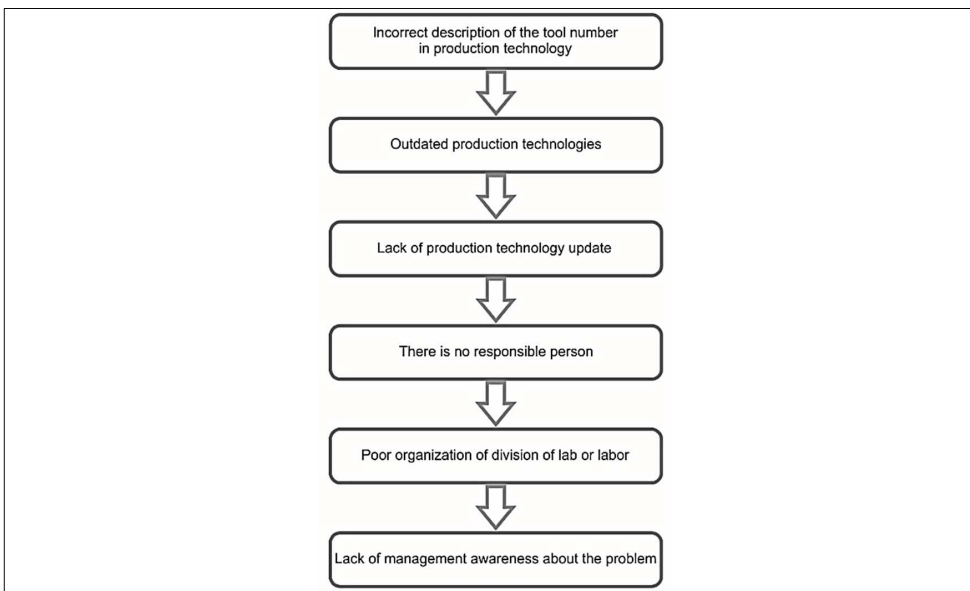 Incorrect description of the tool number
in production technology
Outdated production technologies
Lack of production technology update
There is no responsible person
Poor organization of division of lab or labor
Lack of management awareness about the problem